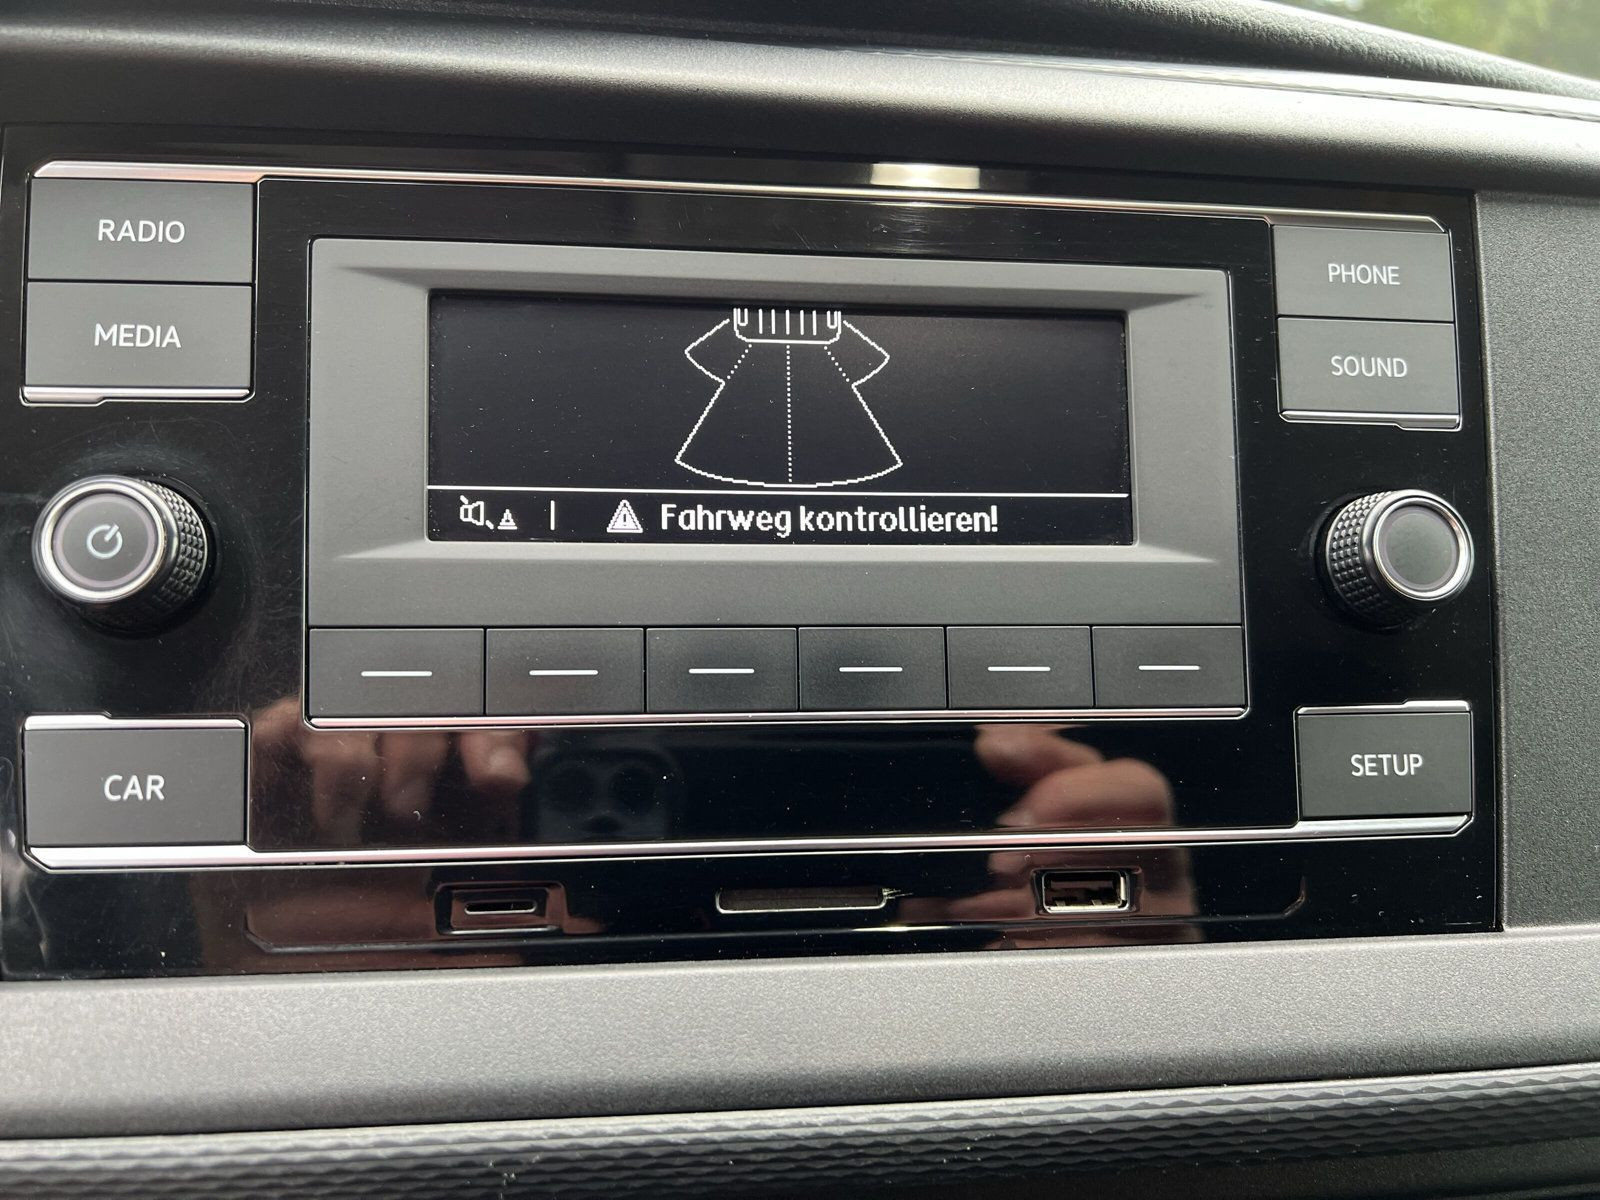 RADIO
MEDIA
PHONE
SOUND
Fahrweg kontrollieren!
CAR
SETUP